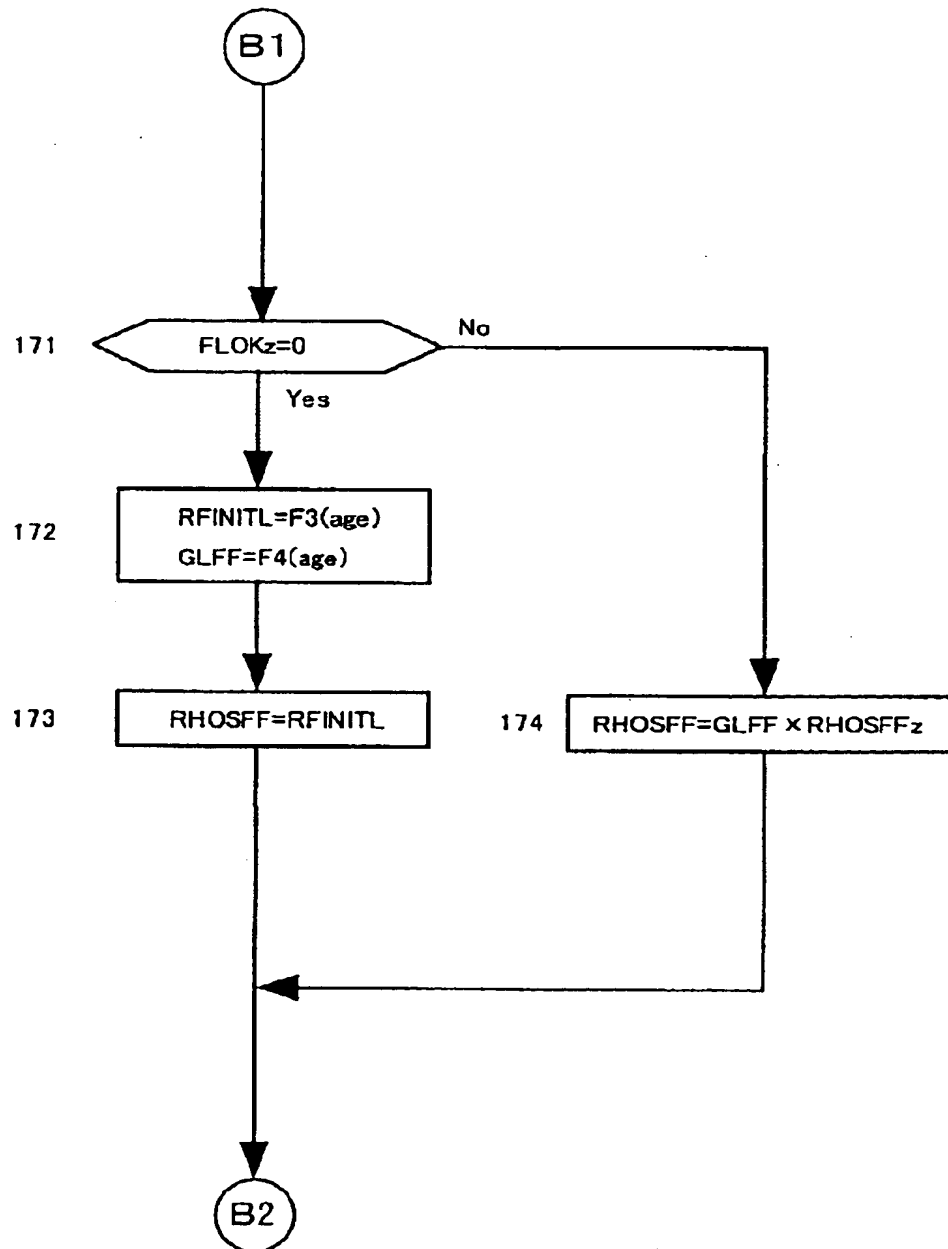 B1
171
FLOKz=0
No
Yes
172
RFINITL=F3(age)
GLFF=F4(age)
173
RHOSFF=RFINITL
174
RHOSFF=GLFF×RHOSFFz
B2